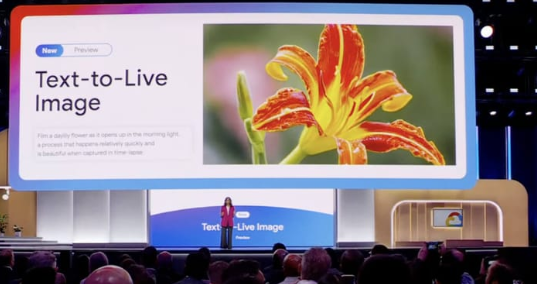 New Preview
Text-to-Live
Image
Film a daylily flower as it opens up in the morning light,
a process that happens relatively quickly and
is beautiful when captured in time-lapse.
Text-to-Live Image